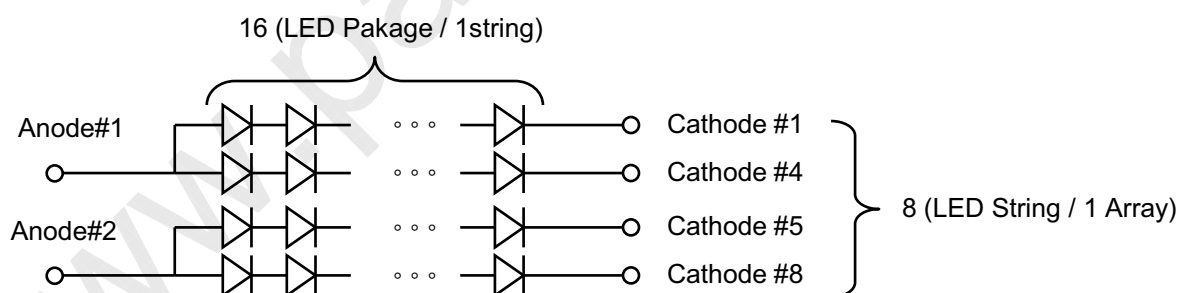 16 (LED Pakage / 1string)
Anode#1
Cathode #1
Cathode #4
8 (LED String / 1 Array)
Anode#2
Cathode #5
Cathode #8